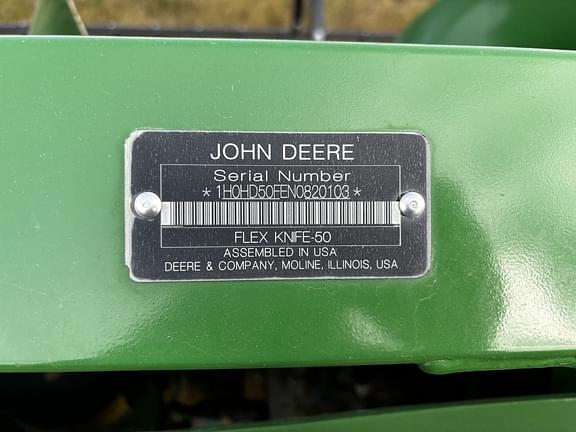 JOHN DEERE
Serial Number
*1H0HD50FEN0820103*
FLEX KNIFE-50
ASSEMBLED IN USA
DEERE & COMPANY, MOLINE, ILLINOIS, USA